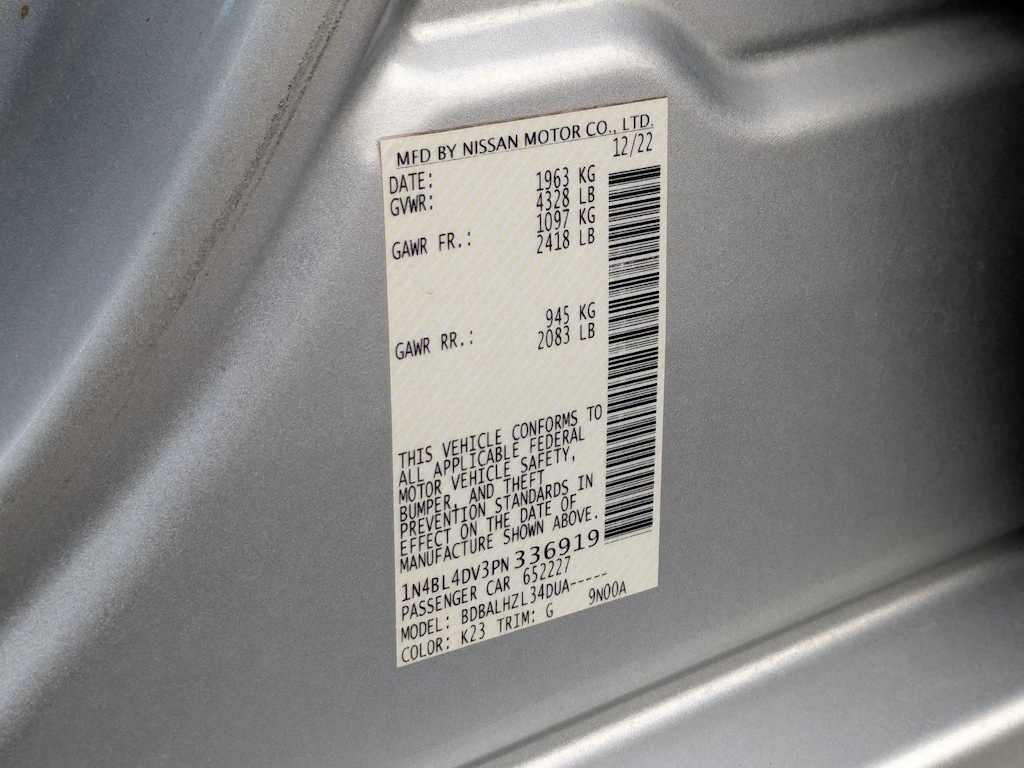 MFD BY NISSAN MOTOR CO., LTD.
DATE: 12/22
GVWR: 1963 KG
4328 LB
GAWR FR.: 1097 KG
2418 LB
GAWR RR.: 945 KG
2083 LB
THIS VEHICLE CONFORMS TO
ALL APPLICABLE FEDERAL
MOTOR VEHICLE SAFETY,
BUMPER, AND THEFT
PREVENTION STANDARDS IN
EFFECT ON THE DATE OF
MANUFACTURE SHOWN ABOVE.
1N4BL4DV3PN336919
PASSENGER CAR 652227
MODEL: BDBALHZL34DUA-----
COLOR: K23 TRIM: G 9N00A